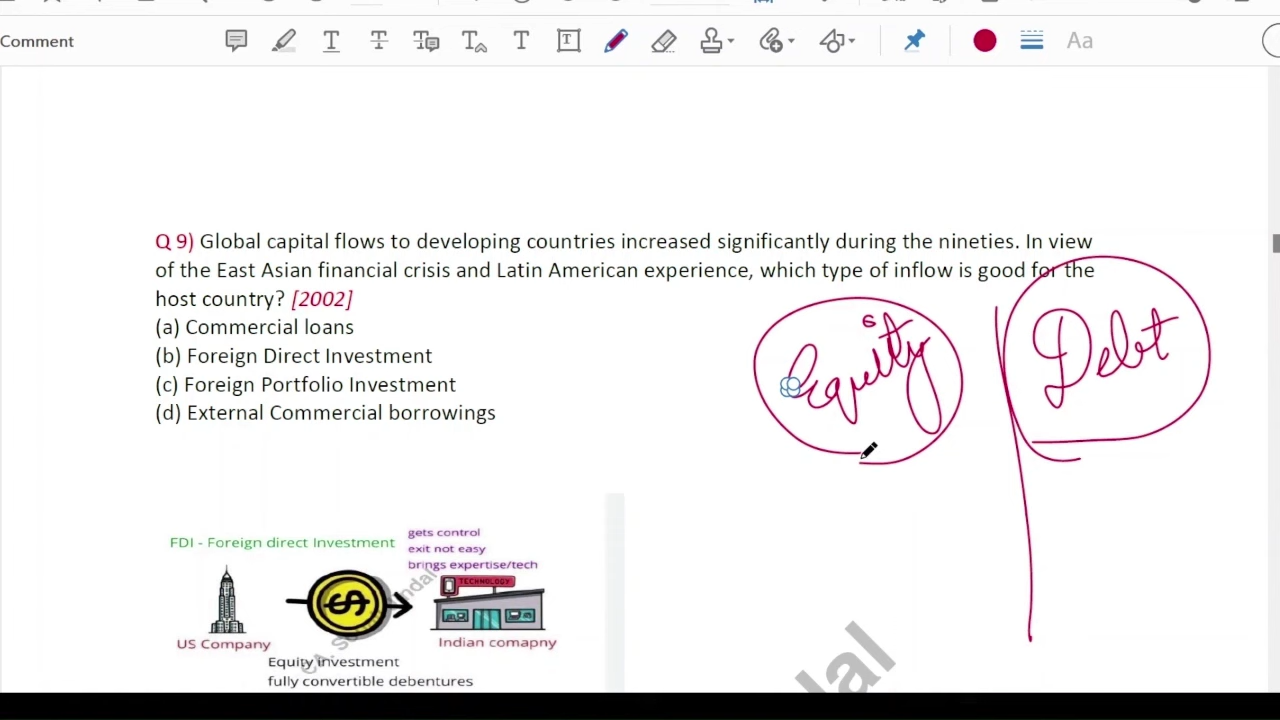 Comment
Aa
Q 9) Global capital flows to developing countries increased significantly during the nineties. In view
of the East Asian financial crisis and Latin American experience, which type of inflow is good for the
host country? [2002]
(a) Commercial loans
(b) Foreign Direct Investment
(c) Foreign Portfolio Investment
(d) External Commercial borrowings
Equity
Debt
FDI - Foreign direct Investment
gets control
exit not easy
brings expertise/tech
TECHNOLOGY
US Company
Indian comapny
Equity investment
fully convertible debentures